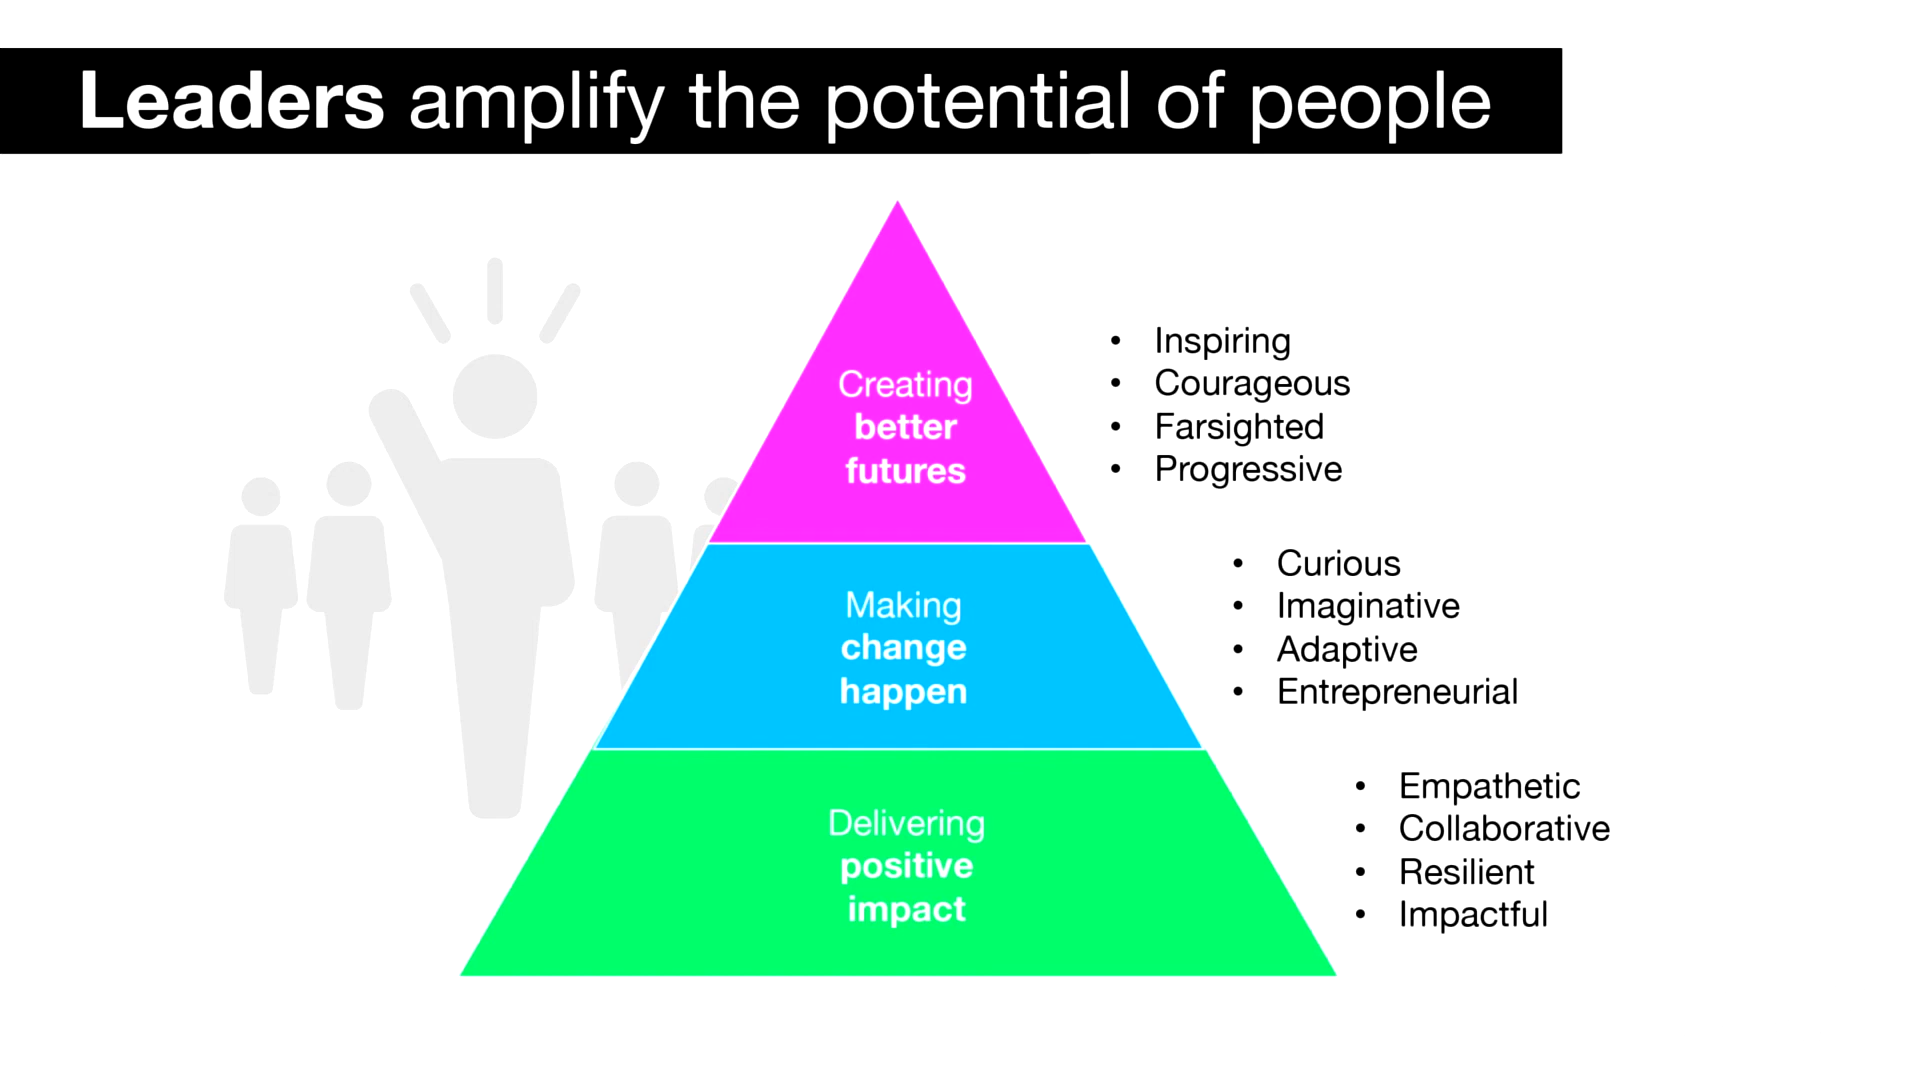 Leaders amplify the potential of people
Creating
better
futures
• Inspiring
• Courageous
• Farsighted
• Progressive
Making
change
happen
• Curious
• Imaginative
• Adaptive
• Entrepreneurial
Delivering
positive
impact
• Empathetic
• Collaborative
• Resilient
• Impactful